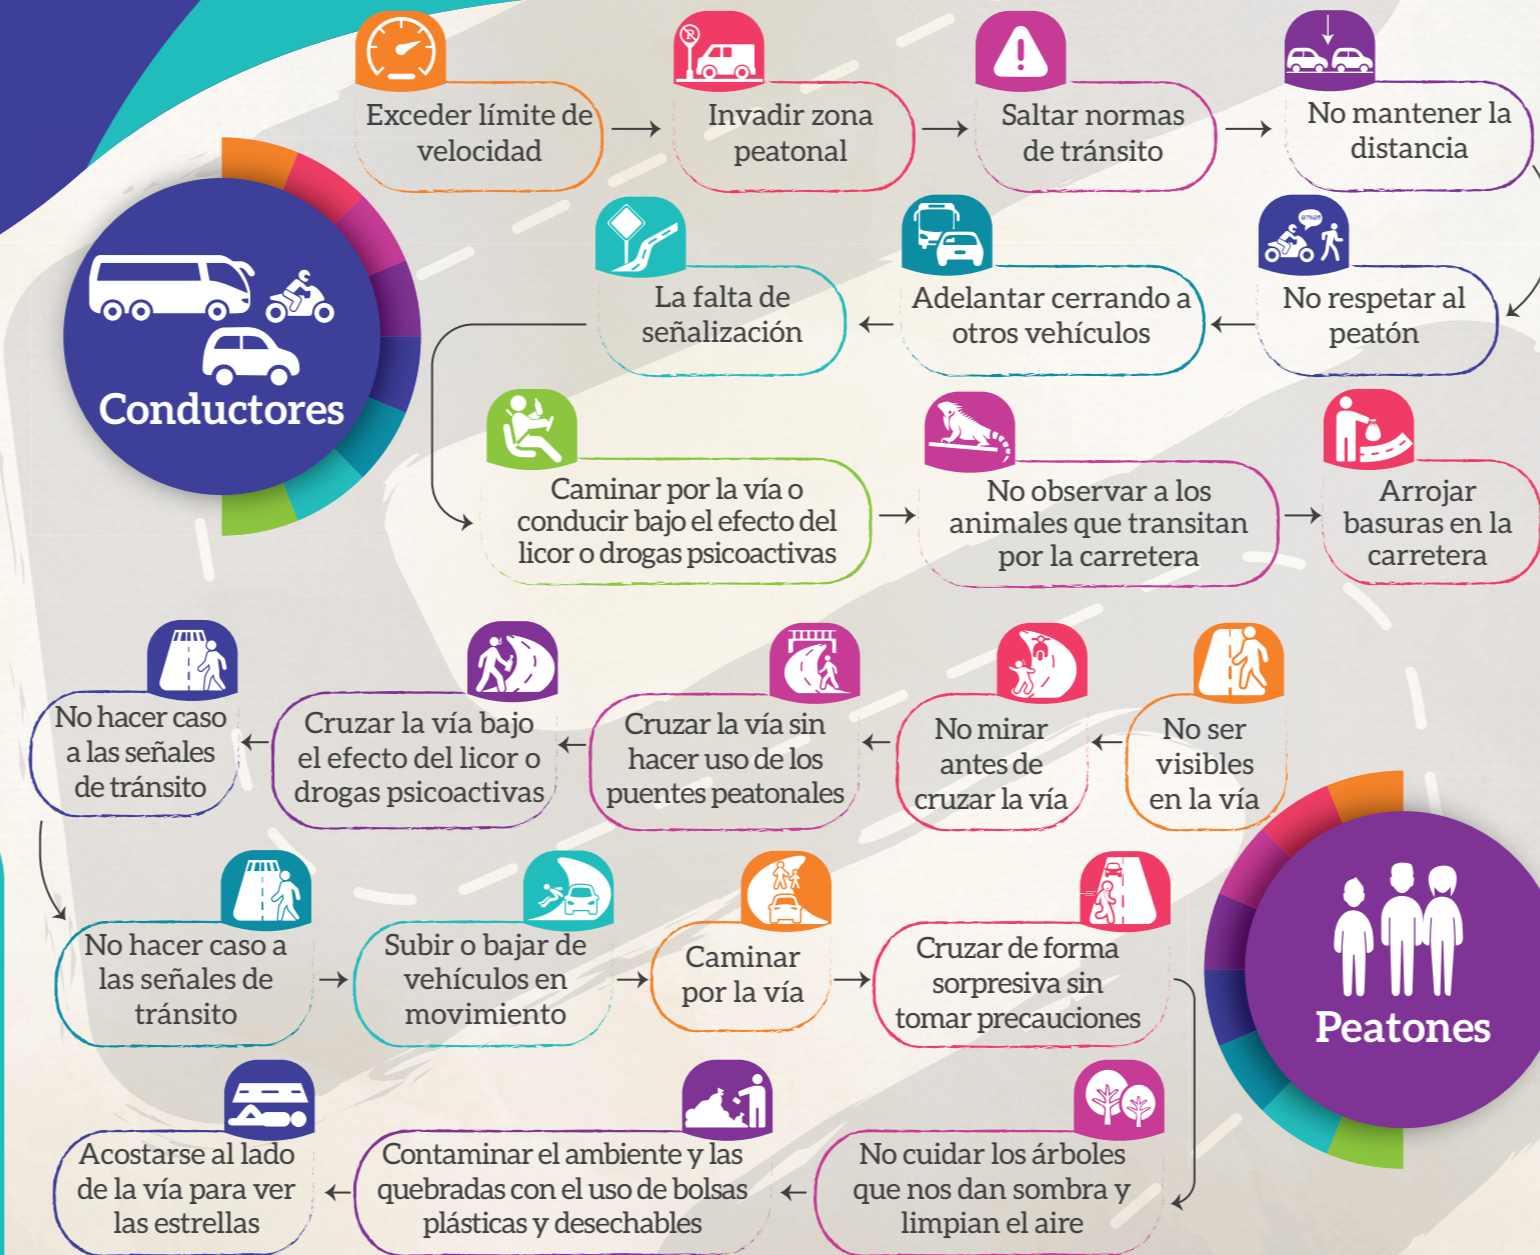 Exceder límite de
velocidad
Invadir zona
peatonal
Saltar normas
de tránsito
No mantener la
distancia
No respetar al
peatón
Adelantar cerrando a
otros vehículos
La falta de
señalización
Conductores
Caminar por la vía o
conducir bajo el efecto del
licor o drogas psicoactivas
No observar a los
animales que transitan
por la carretera
Arrojar
basuras en la
carretera
No ser
visibles
en la vía
No mirar
antes de
cruzar la vía
Cruzar la vía sin
hacer uso de los
puentes peatonales
Cruzar la vía bajo
el efecto del licor o
drogas psicoactivas
No hacer caso
a las señales
de tránsito
No hacer caso a
las señales de
tránsito
Subir o bajar de
vehículos en
movimiento
Caminar
por la vía
Cruzar de forma
sorpresiva sin
tomar precauciones
Peatones
No cuidar los árboles
que nos dan sombra y
limpian el aire
Contaminar el ambiente y las
quebradas con el uso de bolsas
plásticas y desechables
Acostarse al lado
de la vía para ver
las estrellas